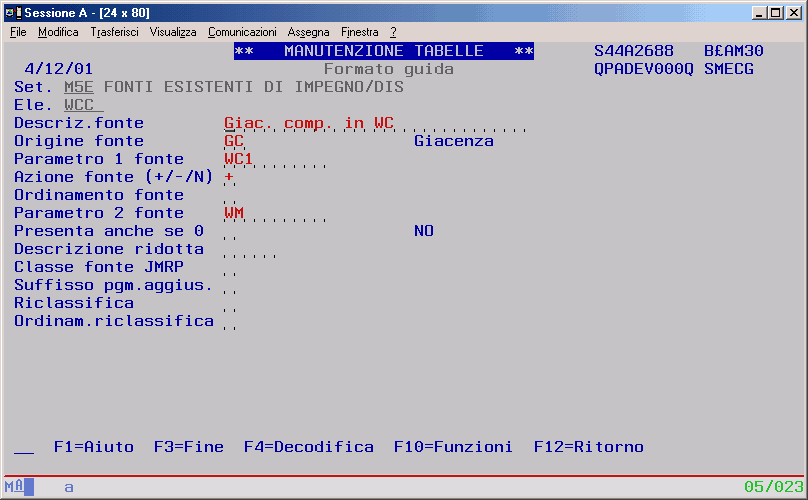 Sessione A - [24 x 80]
File Modifica Trasferisci Visualizza Comunicazioni Assegna Finestra ?
** MANUTENZIONE TABELLE ** S44A2688 B£AM30
4/12/01 Formato guida QPADEV000Q SMECG
Set. M5E FONTI ESISTENTI DI IMPEGNO/DIS
Ele. WCC
Descriz.fonte Giac. comp. in WC
Origine fonte GC Giacenza
Parametro 1 fonte WC1
Azione fonte (+/-/N) +
Ordinamento fonte
Parametro 2 fonte WM
Presenta anche se 0 NO
Descrizione ridotta
Classe fonte JMRP
Suffisso pgm.aggius.
Riclassifica
Ordinam.riclassifica
F1=Aiuto F3=Fine F4=Decodifica F10=Funzioni F12=Ritorno
MA a 05/023